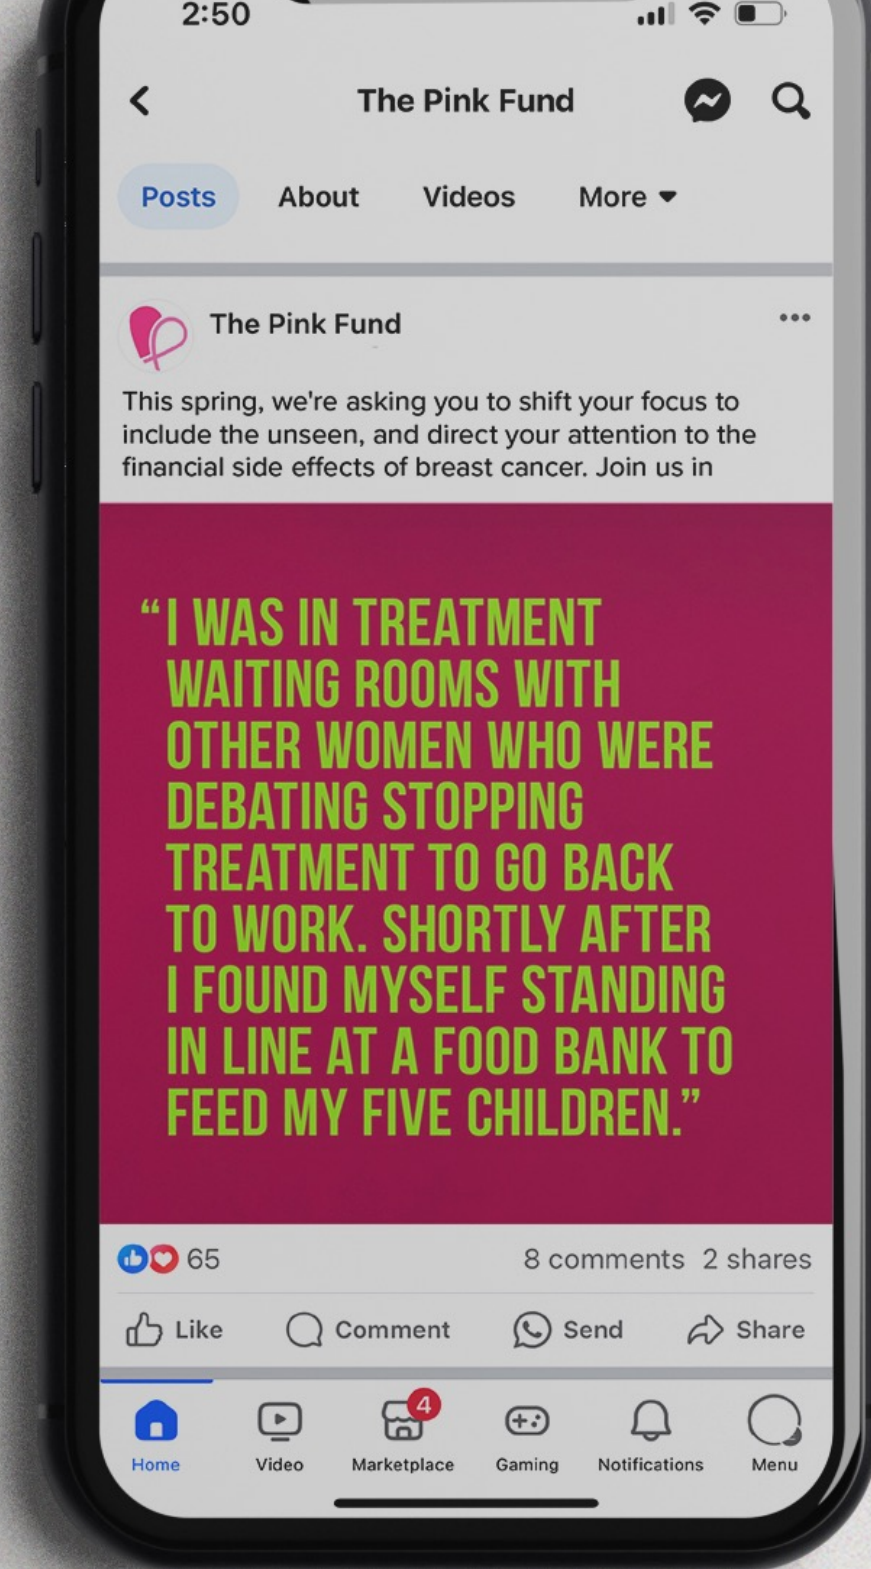 2:50
The Pink Fund
Posts About Videos More
The Pink Fund
This spring, we're asking you to shift your focus to
include the unseen, and direct your attention to the
financial side effects of breast cancer. Join us in
“I WAS IN TREATMENT
WAITING ROOMS WITH
OTHER WOMEN WHO WERE
DEBATING STOPPING
TREATMENT TO GO BACK
TO WORK. SHORTLY AFTER
I FOUND MYSELF STANDING
IN LINE AT A FOOD BANK TO
FEED MY FIVE CHILDREN.”
65 8 comments 2 shares
Like Comment Send Share
4
Home Video Marketplace Gaming Notifications Menu